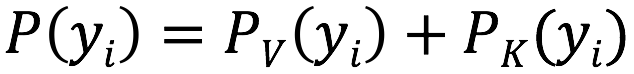 P(y_i) = P_V(y_i) + P_K(y_i)